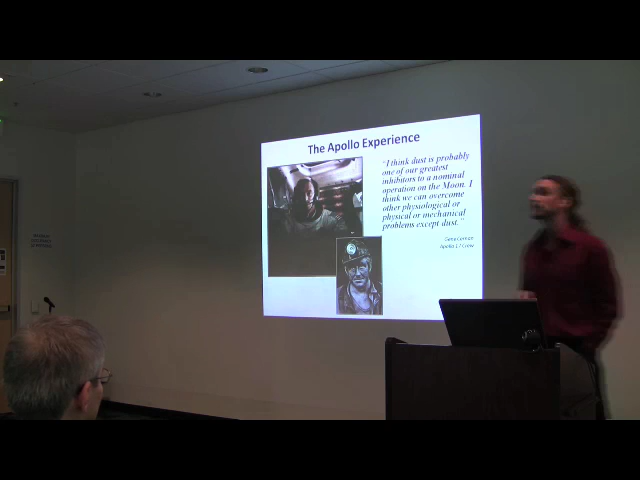 The Apollo Experience
"I think dust is probably
one of our greatest
inhibitors to a nominal
operation on the Moon. I
think we can overcome
other physiological or
physical or mechanical
problems except dust."
Gene Cernan
Apollo 17 Crew